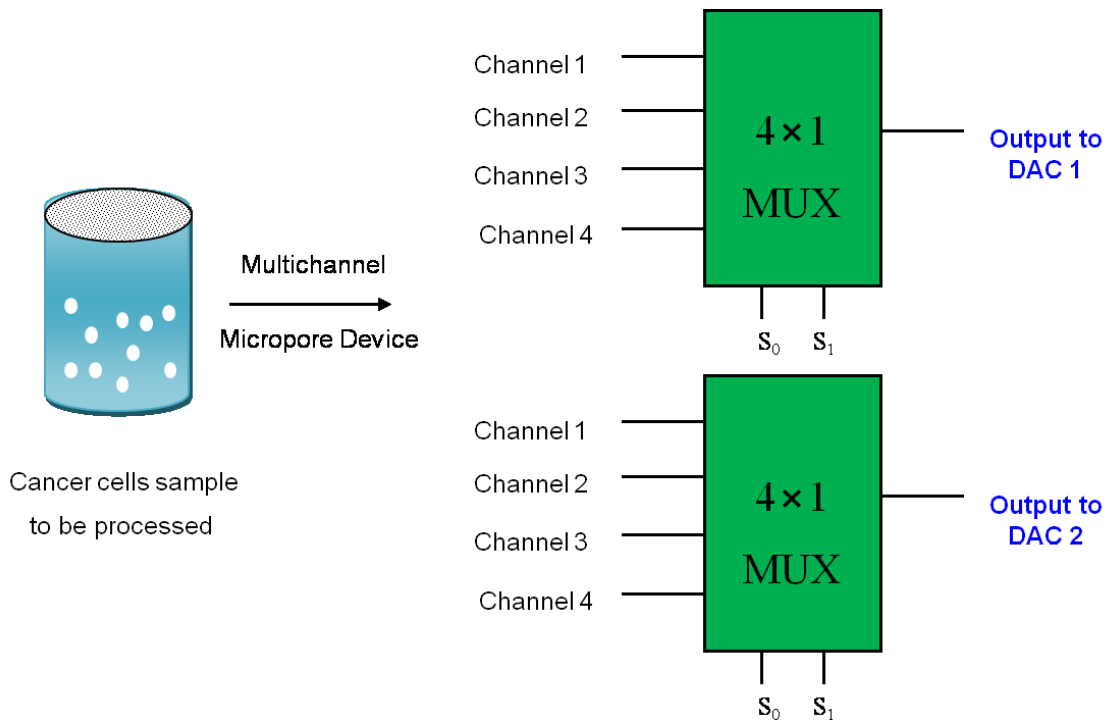 Cancer cells sample
to be processed
Multichannel
Micropore Device
Channel 1
Channel 2
Channel 3
Channel 4
4 × 1
MUX
S₀ S₁
Output to
DAC 1
Channel 1
Channel 2
Channel 3
Channel 4
4 × 1
MUX
S₀ S₁
Output to
DAC 2